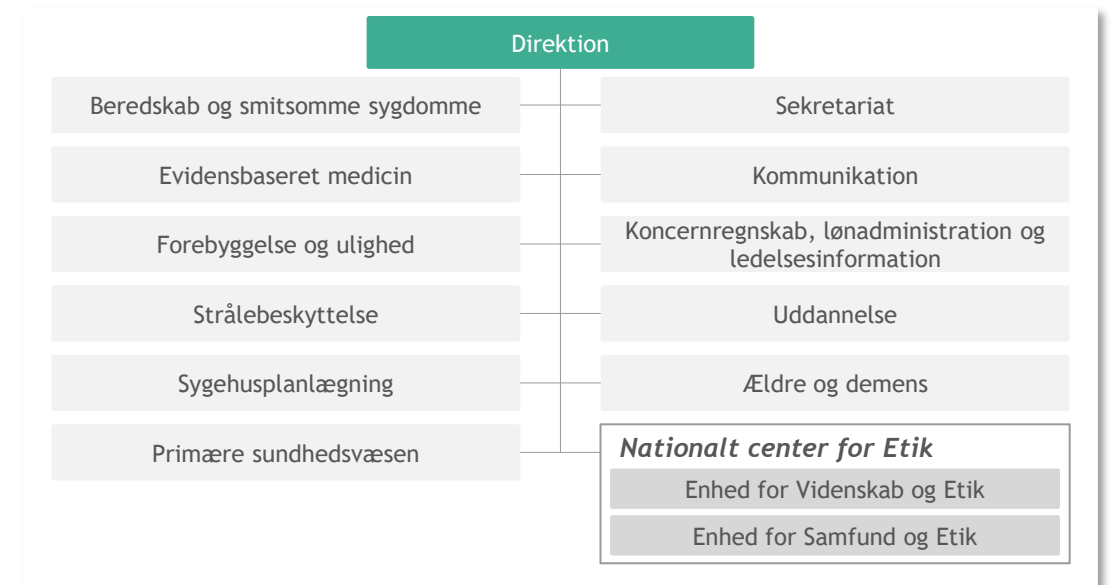 Direktion
Beredskab og smitsomme sygdomme
Sekretariat
Evidensbaseret medicin
Kommunikation
Forebyggelse og ulighed
Koncernregnskab, lønadministration og
ledelsesinformation
Strålebeskyttelse
Uddannelse
Sygehusplanlægning
Ældre og demens
Primære sundhedsvæsen
Nationalt center for Etik
Enhed for Videnskab og Etik
Enhed for Samfund og Etik